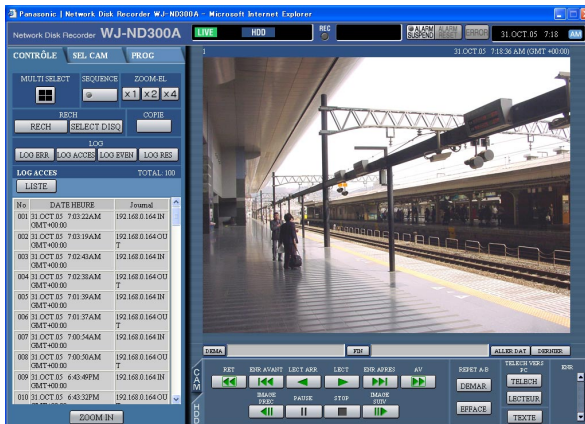 Panasonic | Network Disk Recorder WJ-ND300A - Microsoft Internet Explorer
Network Disk Recorder WJ-ND300A
LIVE HDD REC ALARM SUSPEND ALARM RESET ERROR 31.OCT.05 7:18 AM
CONTRÔLE SEL CAM PROG
1 31.OCT.05 7:18:36 AM (GMT +00:00)
MULTI SELECT SEQUENCE ZOOM-EL
x1 x2 x4
RECH COPIE
RECH SELECT DISQ
LOG
LOG ERR. LOG ACCES LOG EVEN LOG RES
LOG ACCES TOTAL: 100
LISTE
No DATE HEURE Journal
001 31.OCT.05 7:03:22AM 192.168.0.164 IN
GMT+00:00
002 31.OCT.05 7:03:19AM 192.168.0.164 OU
GMT+00:00 T
003 31.OCT.05 7:02:43AM 192.168.0.164 IN
GMT+00:00
004 31.OCT.05 7:02:38AM 192.168.0.164 OU
GMT+00:00 T
005 31.OCT.05 7:01:39AM 192.168.0.164 IN
GMT+00:00
006 31.OCT.05 7:01:37AM 192.168.0.164 OU
GMT+00:00 T
007 31.OCT.05 7:00:54AM 192.168.0.164 IN
GMT+00:00
008 31.OCT.05 7:00:50AM 192.168.0.164 OU
GMT+00:00 T
009 31.OCT.05 6:43:49PM 192.168.0.164 IN
GMT+00:00
010 31.OCT.05 6:43:32PM 192.168.0.164 OU
GMT+00:00 T
ZOOM IN
DEMA FIN ALLER DAT DERNIER
CAM
HDD
RET ENR AVANT LECT ARR LECT ENR APRES AV
IMAGE PREC PAUSE STOP IMAGE SUIV
REPET A-B
DEMAR
EFFACE
TELECH VERS PC
TELECH
LECTEUR
TEXTE